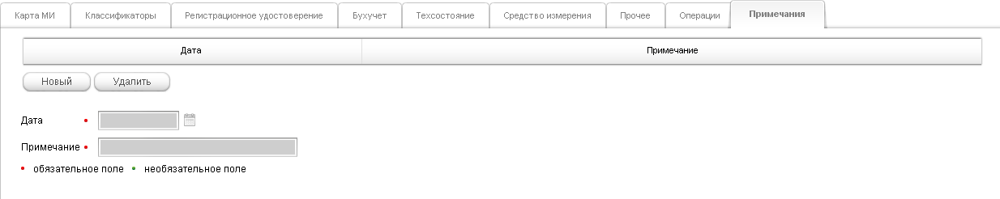 Карта МИ Классификаторы Регистрационное удостоверение Бухучет Техсостояние Средство измерения Прочее Операции Примечания
Дата Примечание
Новый Удалить
Дата
Примечание
обязательное поле необязательное поле